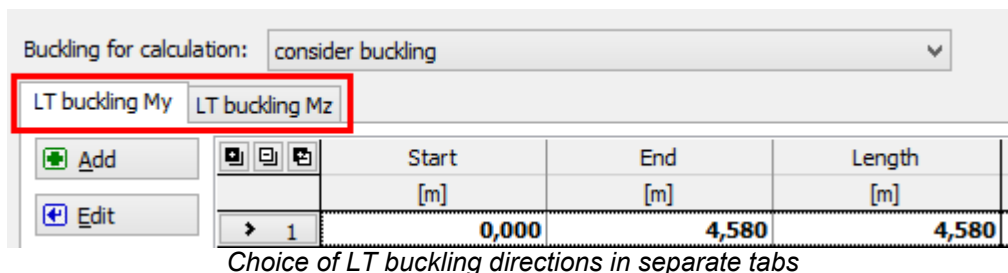 Buckling for calculation: consider buckling
LT buckling My LT buckling Mz
Add Start End Length
[m] [m] [m]
Edit
1 0,000 4,580 4,580
Choice of LT buckling directions in separate tabs